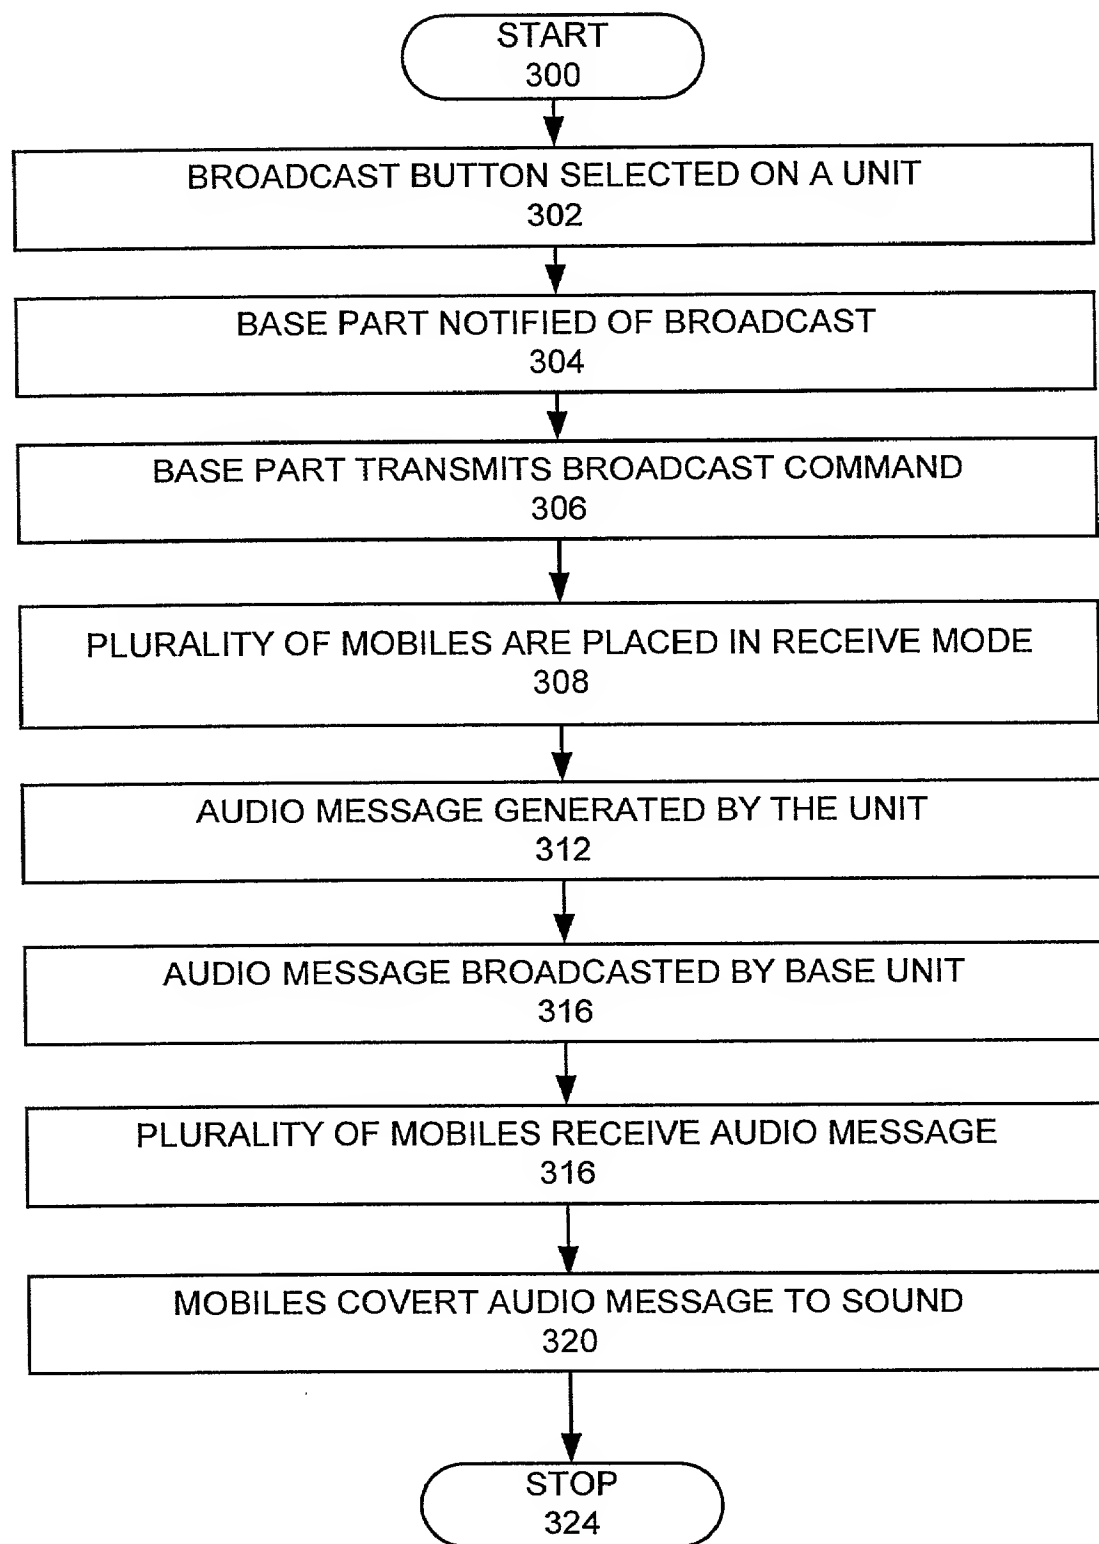 START
300
BROADCAST BUTTON SELECTED ON A UNIT
302
BASE PART NOTIFIED OF BROADCAST
304
BASE PART TRANSMITS BROADCAST COMMAND
306
PLURALITY OF MOBILES ARE PLACED IN RECEIVE MODE
308
AUDIO MESSAGE GENERATED BY THE UNIT
312
AUDIO MESSAGE BROADCASTED BY BASE UNIT
316
PLURALITY OF MOBILES RECEIVE AUDIO MESSAGE
316
MOBILES COVERT AUDIO MESSAGE TO SOUND
320
STOP
324